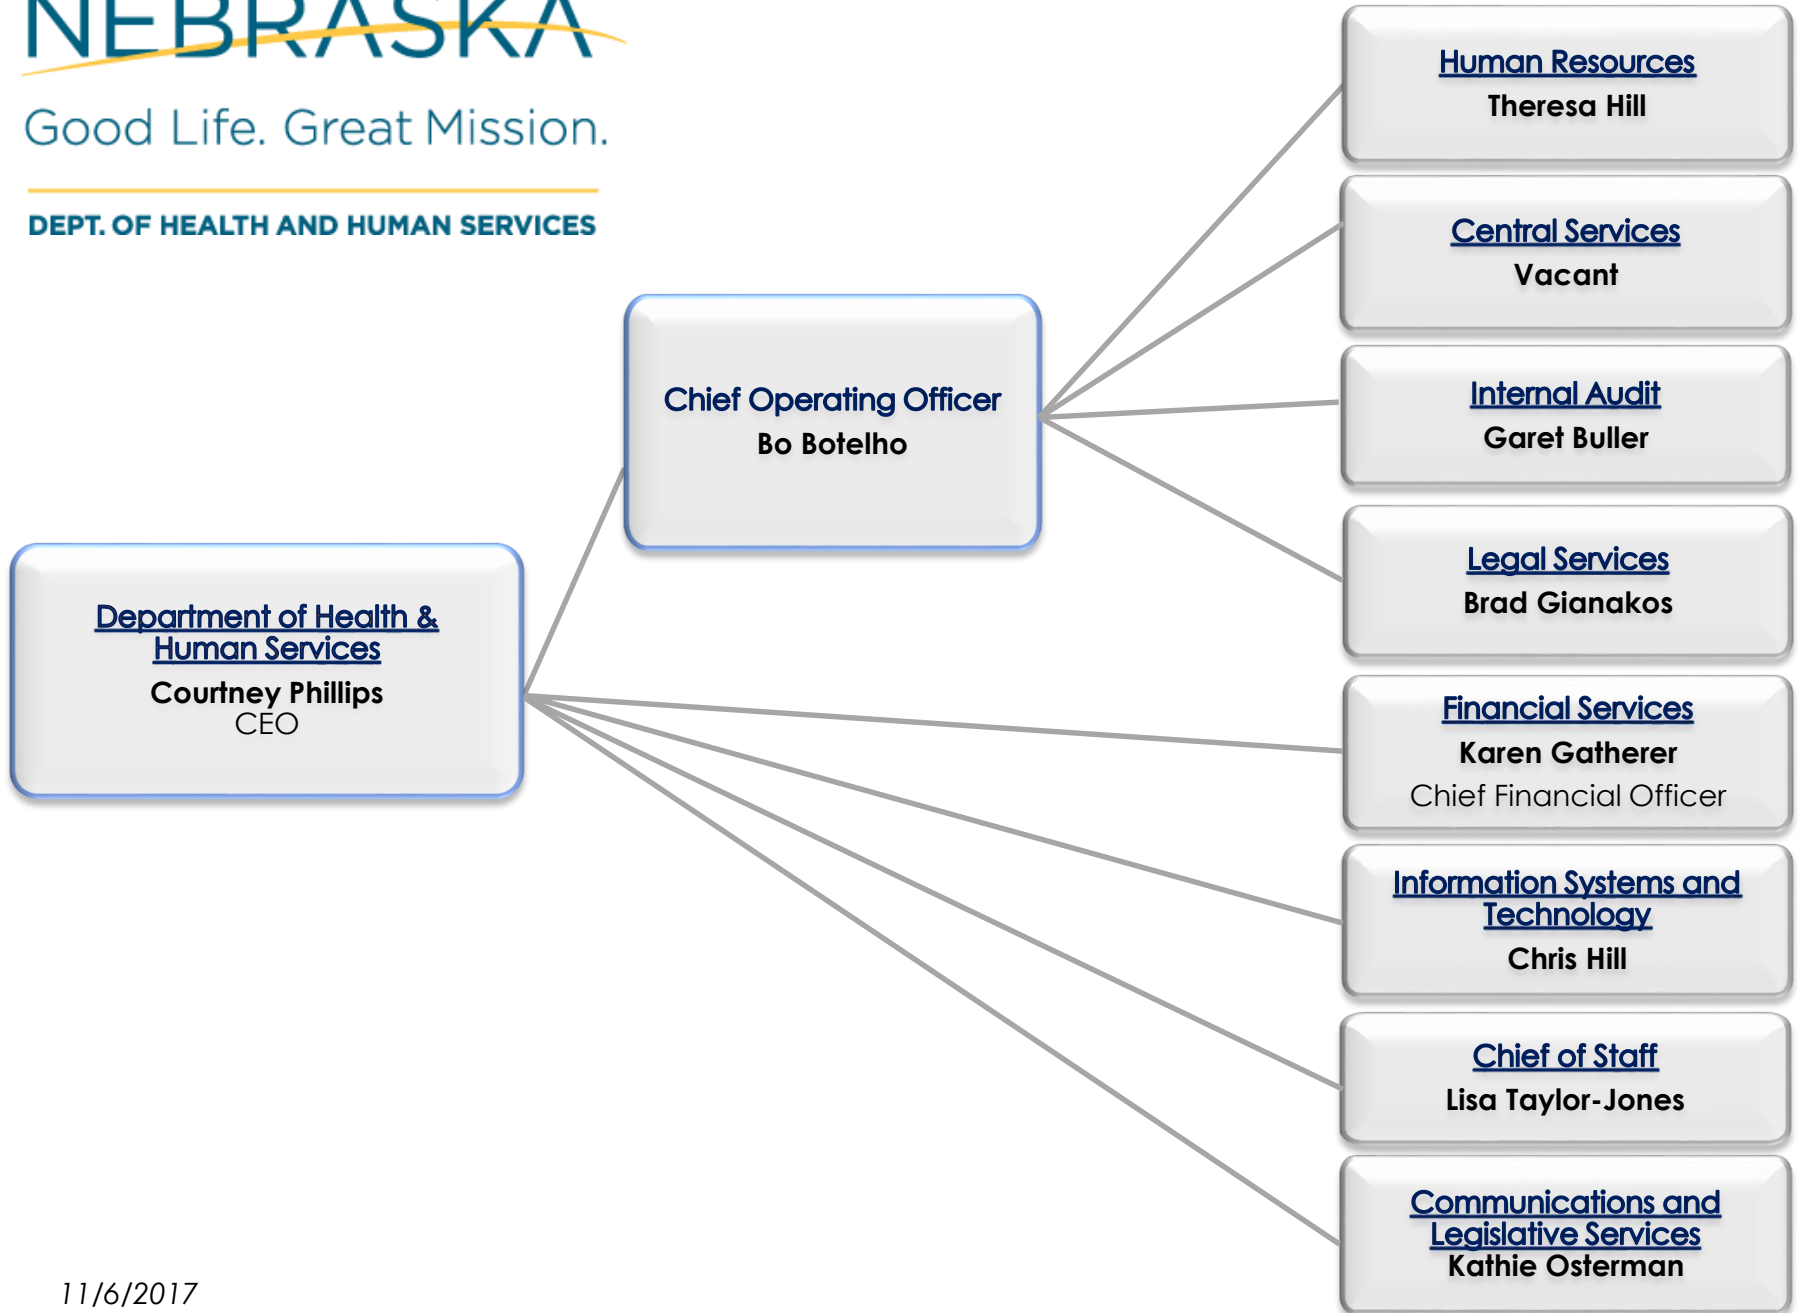 NEBRASKA
Good Life. Great Mission.
DEPT. OF HEALTH AND HUMAN SERVICES
Department of Health &
Human Services
Courtney Phillips
CEO
Chief Operating Officer
Bo Botelho
Human Resources
Theresa Hill
Central Services
Vacant
Internal Audit
Garet Buller
Legal Services
Brad Gianakos
Financial Services
Karen Gatherer
Chief Financial Officer
Information Systems and
Technology
Chris Hill
Chief of Staff
Lisa Taylor-Jones
Communications and
Legislative Services
Kathie Osterman
11/6/2017